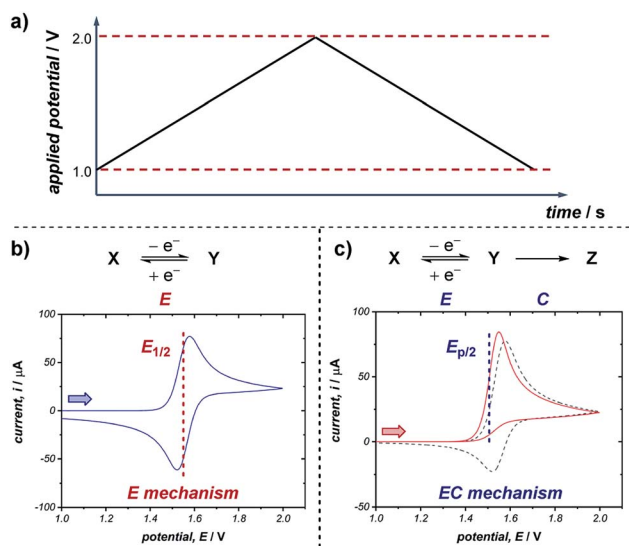 a)
applied potential / V
2.0
1.0
time / s
b)
X − e⁻ + e⁻ Y
E
100
50
0
-50
-100
current, i / μA
E1/2
E mechanism
1.0 1.2 1.4 1.6 1.8 2.0
potential, E / V
c)
X − e⁻ + e⁻ Y Z
E C
100
50
0
-50
current, i / μA
Ep/2
EC mechanism
1.0 1.2 1.4 1.6 1.8 2.0
potential, E / V